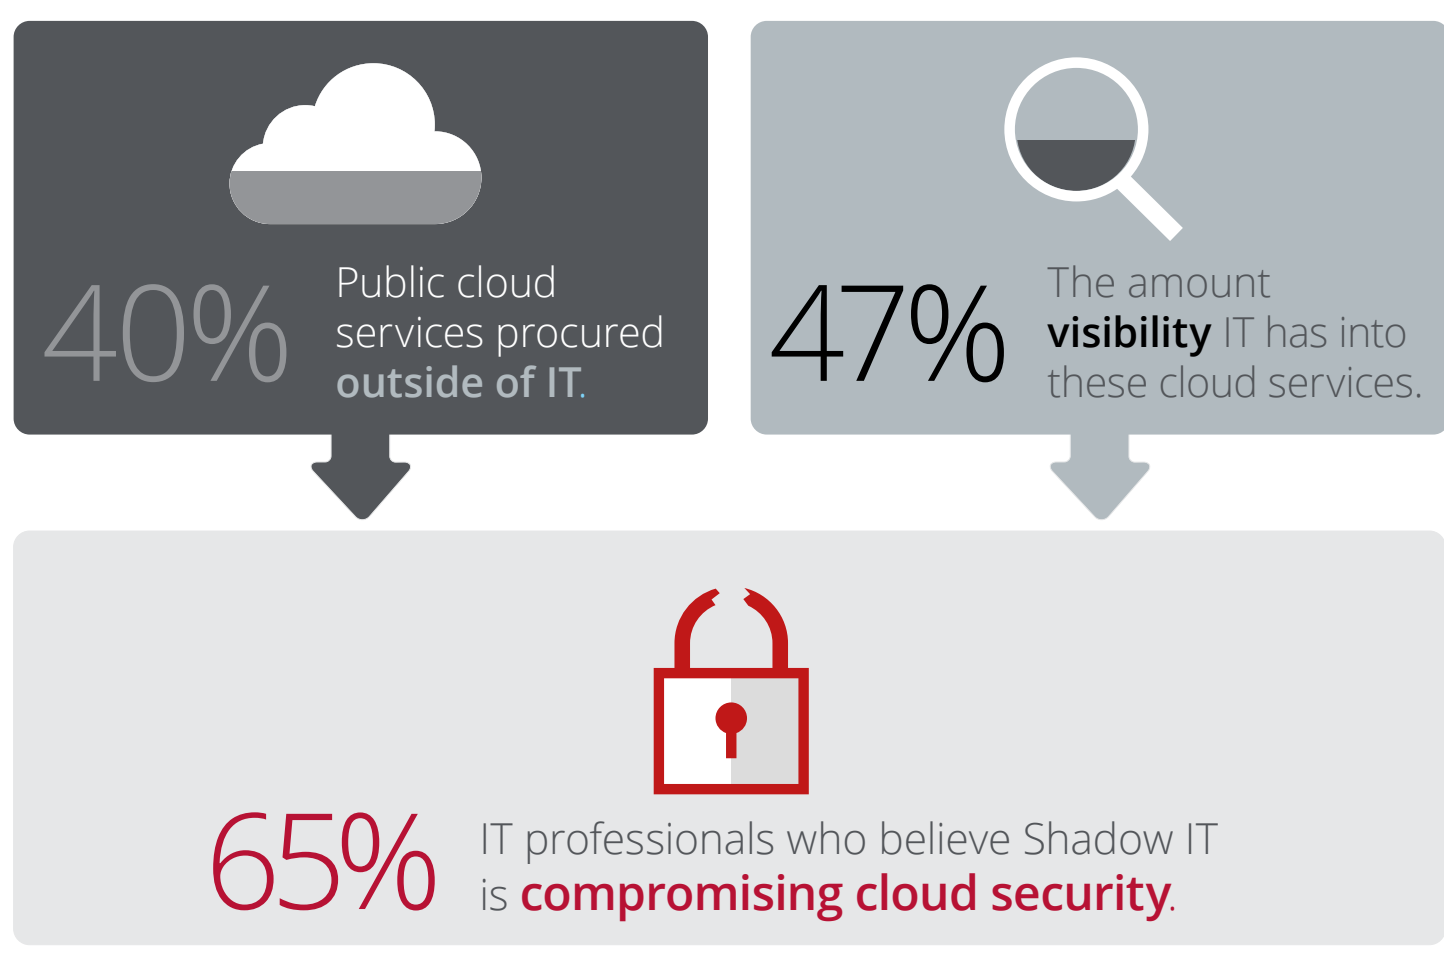 40%
Public cloud
services procured
outside of IT.
47%
The amount
visibility IT has into
these cloud services.
65%
IT professionals who believe Shadow IT
is compromising cloud security.